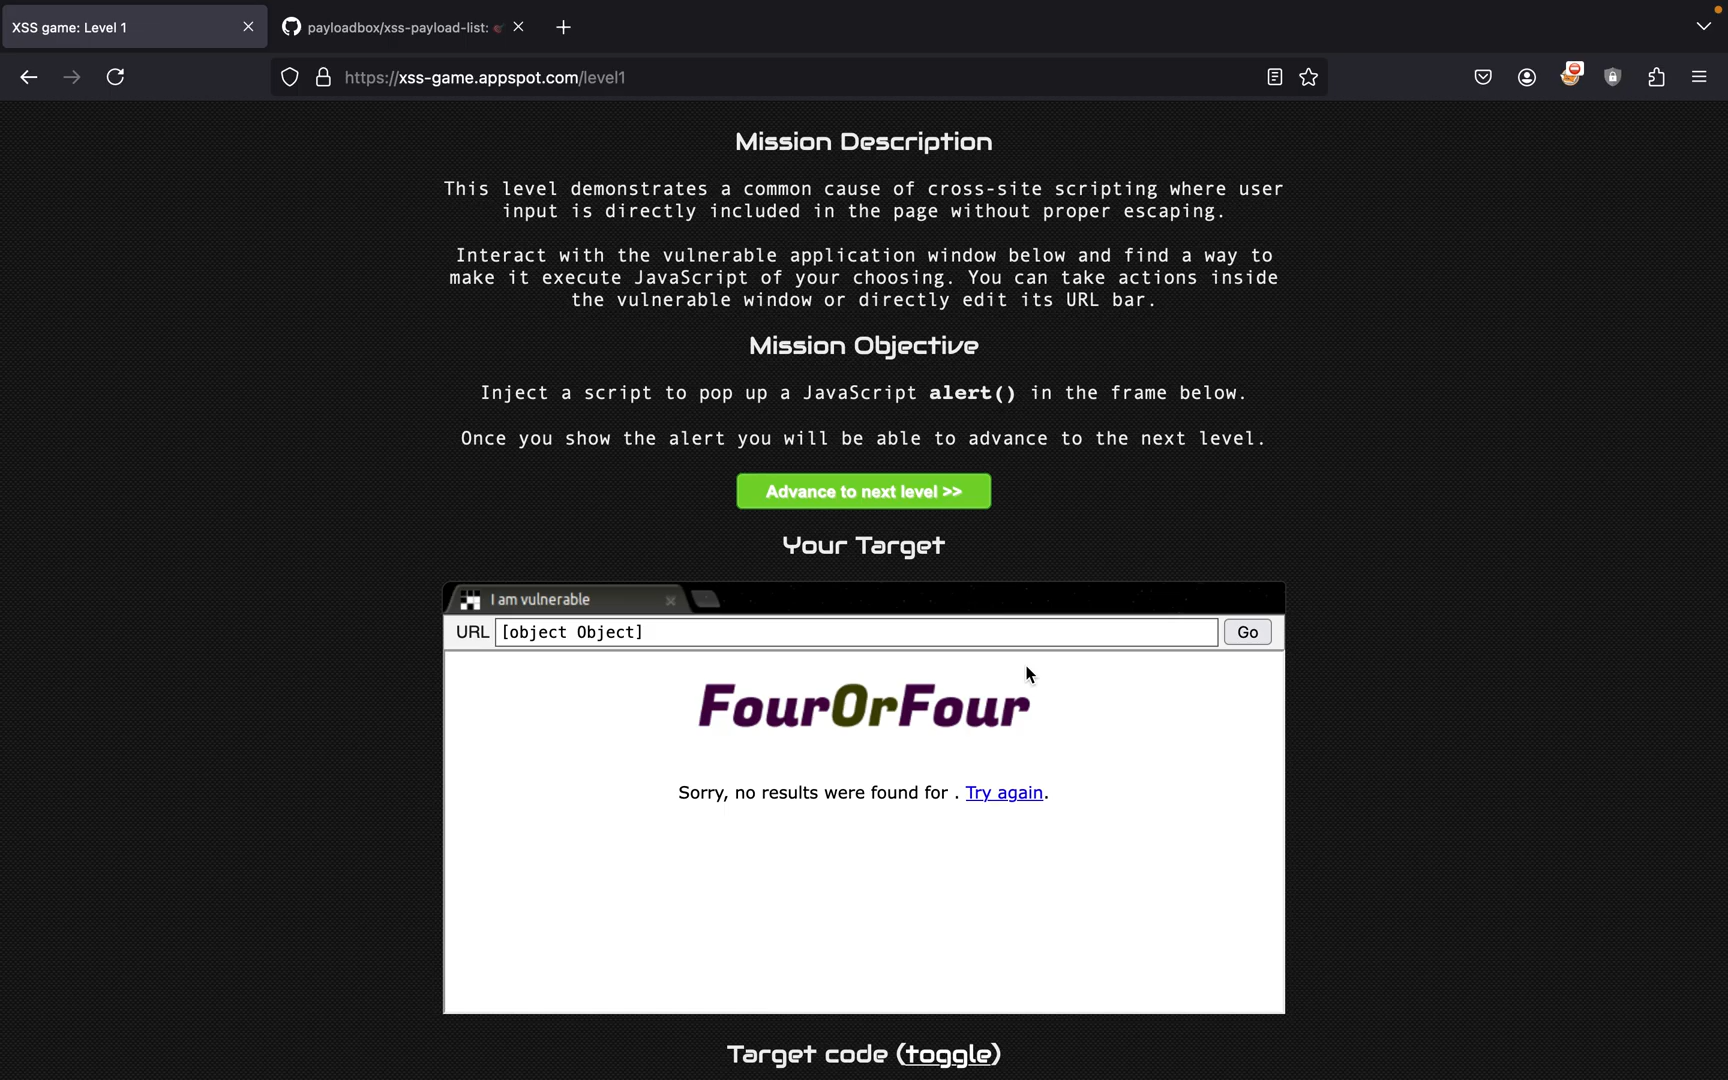 XSS game: Level 1
payloadbox/xss-payload-list:
https://xss-game.appspot.com/level1
Mission Description
This level demonstrates a common cause of cross-site scripting where user
input is directly included in the page without proper escaping.
Interact with the vulnerable application window below and find a way to
make it execute JavaScript of your choosing. You can take actions inside
the vulnerable window or directly edit its URL bar.
Mission Objective
Inject a script to pop up a JavaScript alert() in the frame below.
Once you show the alert you will be able to advance to the next level.
Advance to next level >>
Your Target
I am vulnerable
URL [object Object] Go
FourOrFour
Sorry, no results were found for . Try again.
Target code (toggle)